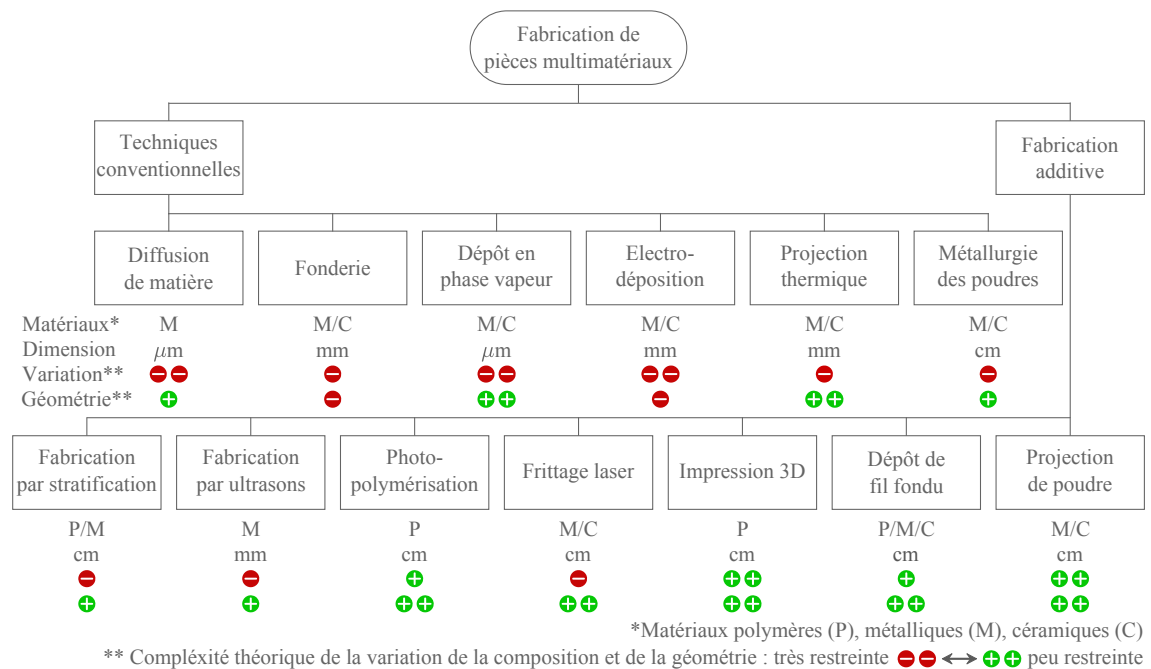 Fabrication de
pièces multimatériaux
Techniques
conventionnelles
Fabrication
additive
Diffusion
de matière
Fonderie
Dépôt en
phase vapeur
Electro-
déposition
Projection
thermique
Métallurgie
des poudres
Matériaux* M M/C M/C M/C M/C M/C
Dimension μm mm μm mm mm cm
Variation**
Géométrie**
Fabrication
par stratification
Fabrication
par ultrasons
Photo-
polymérisation
Frittage laser
Impression 3D
Dépôt de
fil fondu
Projection
de poudre
P/M M P M/C P P/M/C M/C
cm mm cm cm cm cm cm
*Matériaux polymères (P), métalliques (M), céramiques (C)
** Compléxité théorique de la variation de la composition et de la géométrie : très restreinte ⟷ peu restreinte